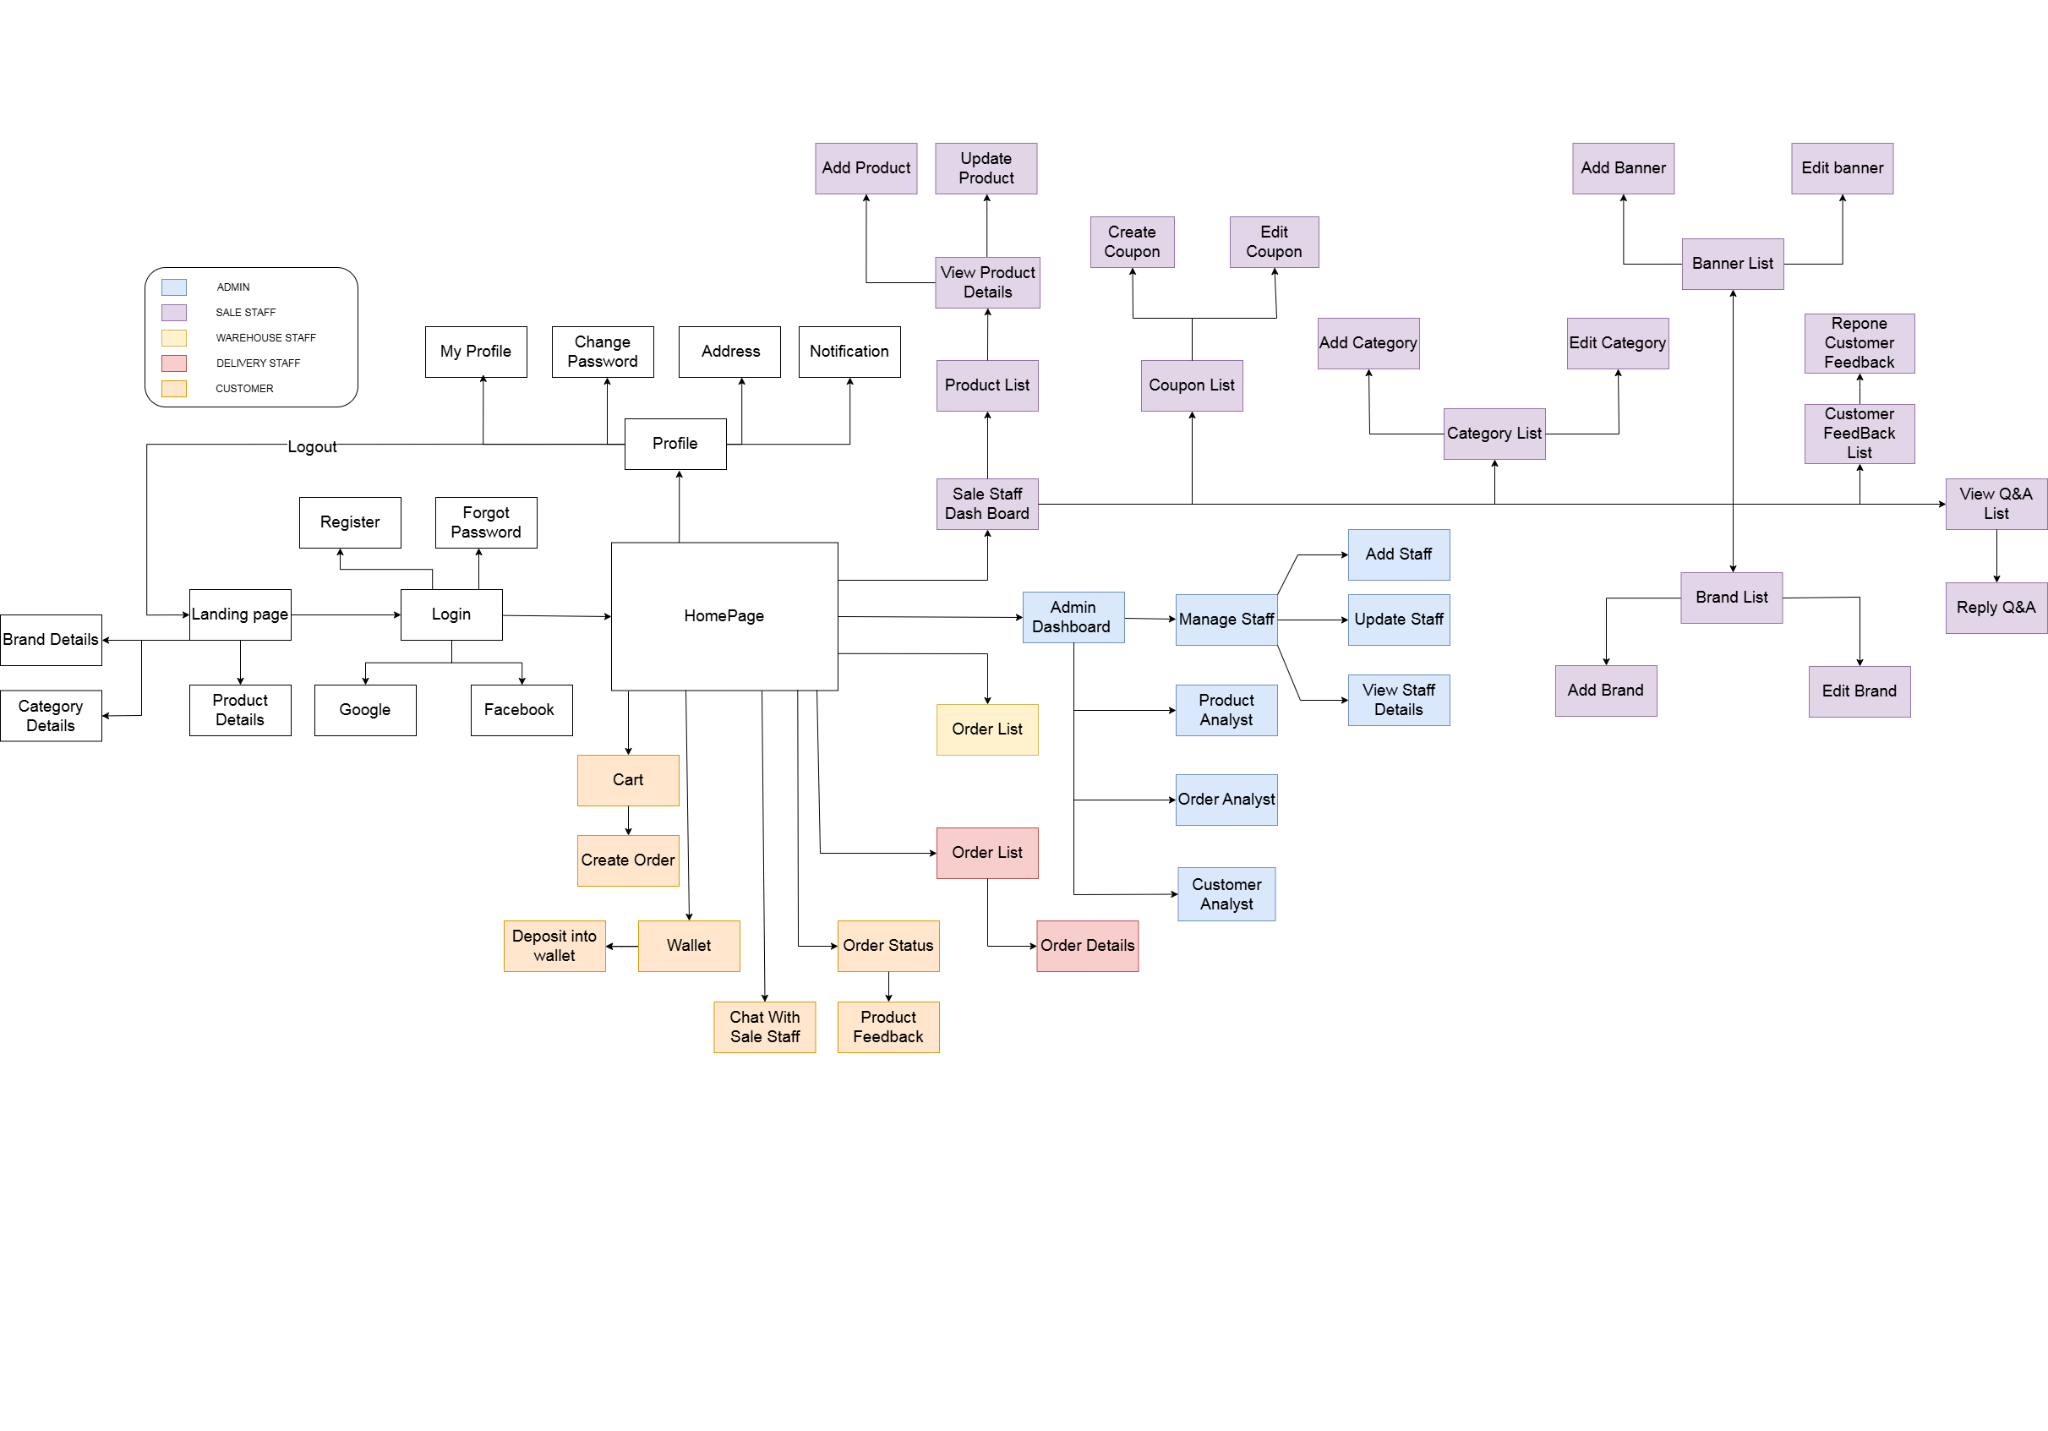 Add Product
Update
Product
Add Banner
Edit banner
Create
Coupon
Edit
Coupon
View Product
Details
Banner List
ADMIN
SALE STAFF
WAREHOUSE STAFF
DELIVERY STAFF
CUSTOMER
My Profile
Change
Password
Address
Notification
Product List
Coupon List
Add Category
Edit Category
Repone
Customer
Feedback
Logout
Profile
Category List
Customer
FeedBack
List
Register
Forgot
Password
Sale Staff
Dash Board
View Q&A
List
Add Staff
Brand Details
Landing page
Login
HomePage
Admin
Dashboard
Manage Staff
Update Staff
Brand List
Reply Q&A
Category
Details
Product
Details
Google
Facebook
Order List
Product
Analyst
View Staff
Details
Add Brand
Edit Brand
Cart
Order Analyst
Create Order
Order List
Customer
Analyst
Deposit into
wallet
Wallet
Order Status
Order Details
Chat With
Sale Staff
Product
Feedback